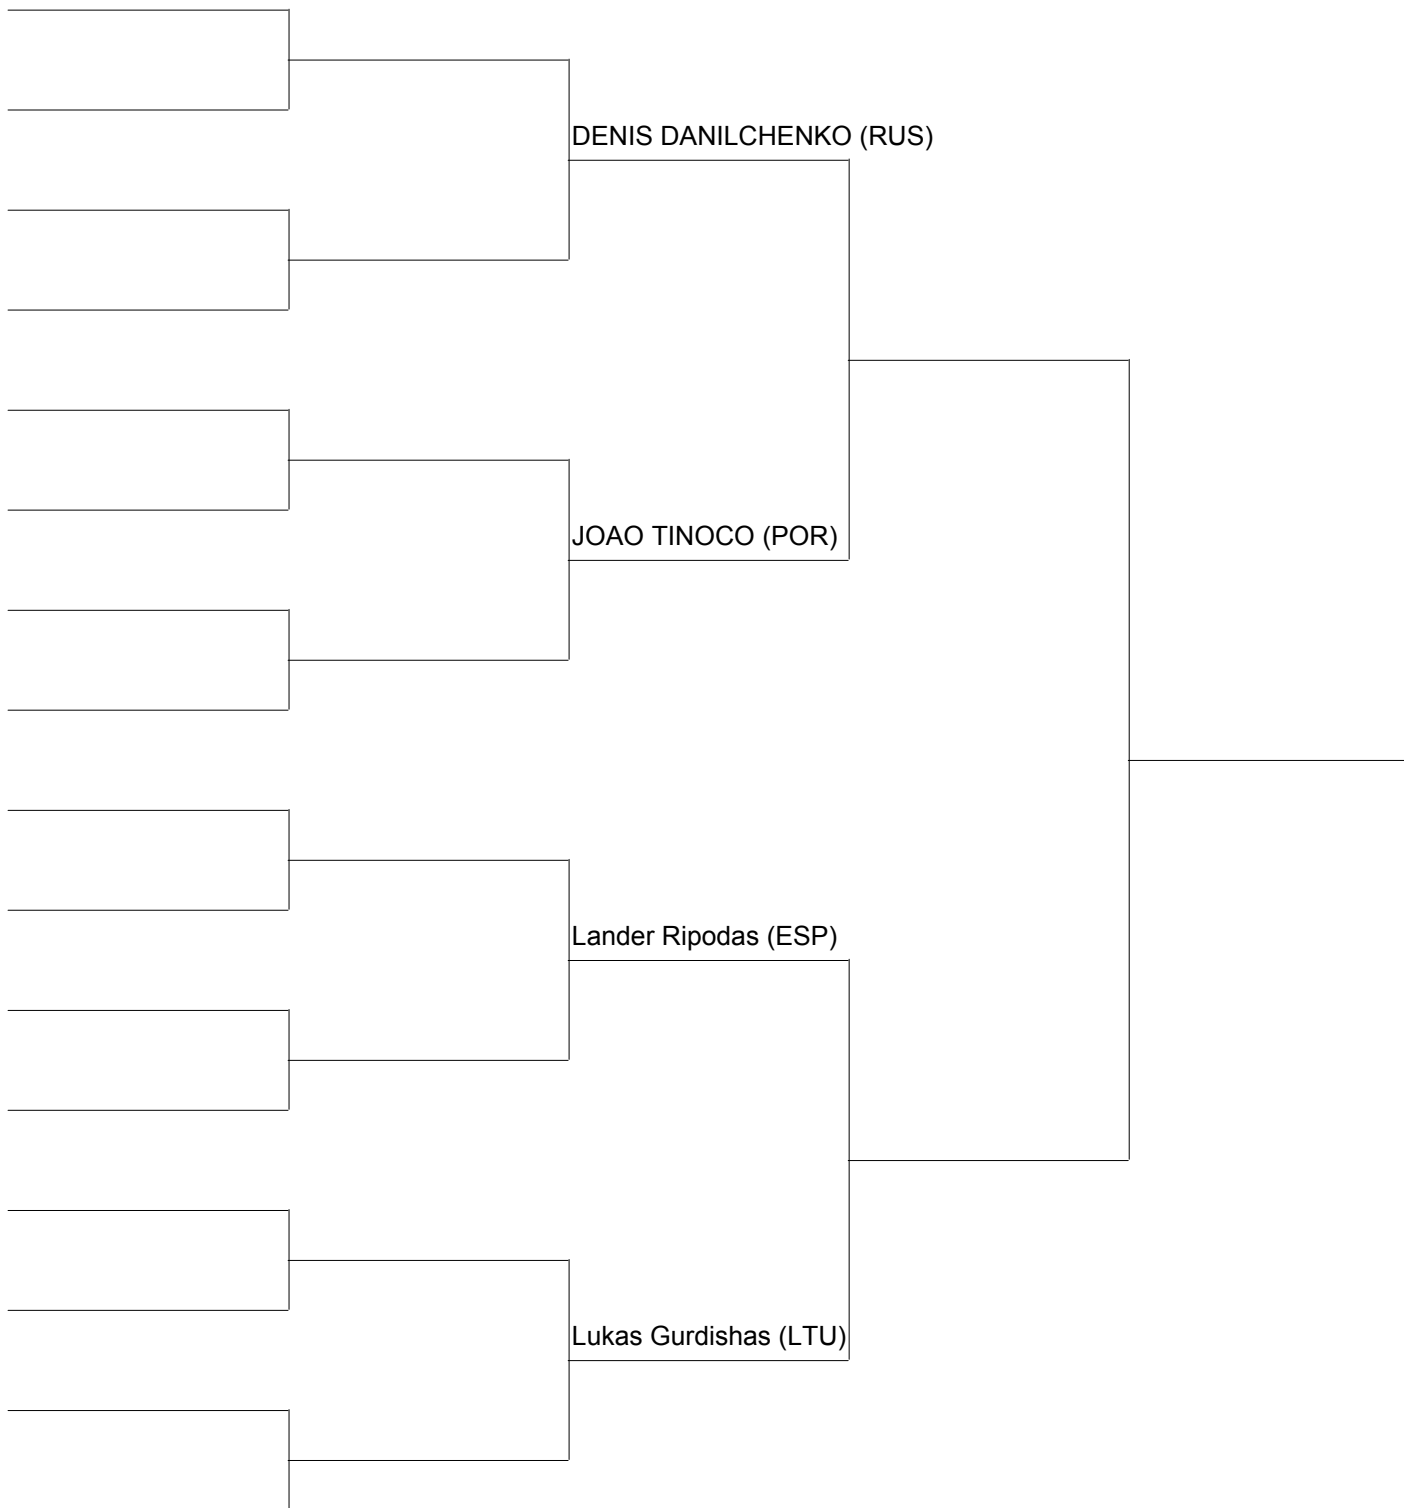 DENIS DANILCHENKO (RUS)
JOAO TINOCO (POR)
Lander Ripodas (ESP)
Lukas Gurdishas (LTU)